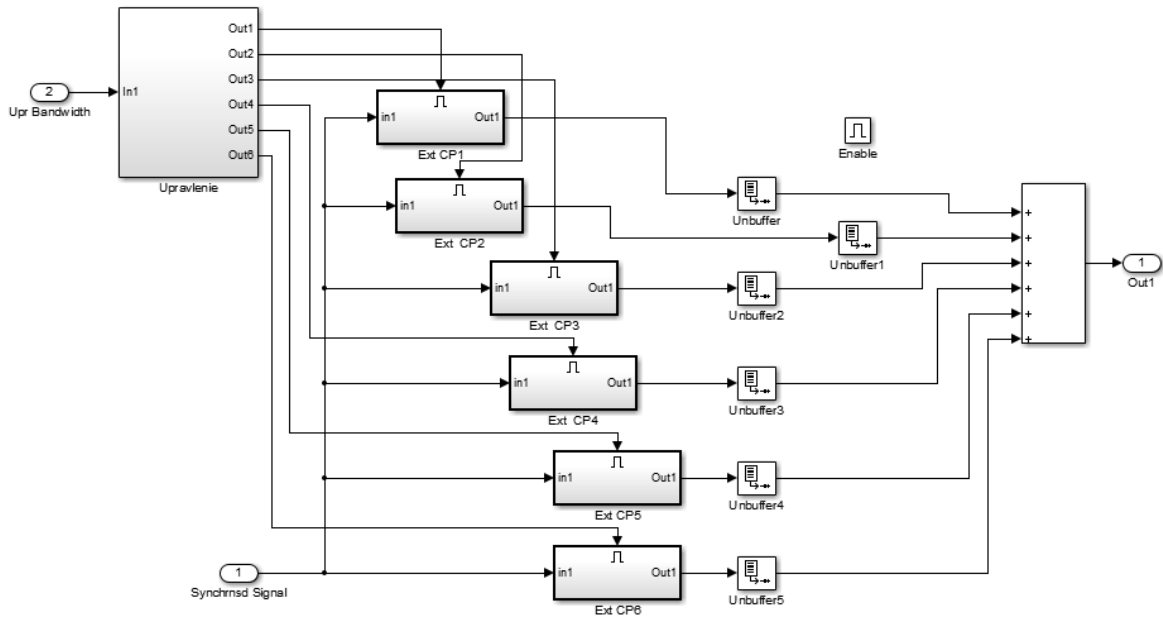 Out1
Out2
Out3
2
In1
Out4
Upr Bandwidth
Out5
Out6
Upravlenie
in1
Out1
Ext CP1
Enable
in1
Out1
Ext CP2
Unbuffer
+
+
+
+
+
+
Unbuffer1
1
Out1
in1
Out1
Ext CP3
Unbuffer2
in1
Out1
Ext CP4
Unbuffer3
in1
Out1
Ext CP5
Unbuffer4
1
Synchrnsd Signal
in1
Out1
Ext CP6
Unbuffer5